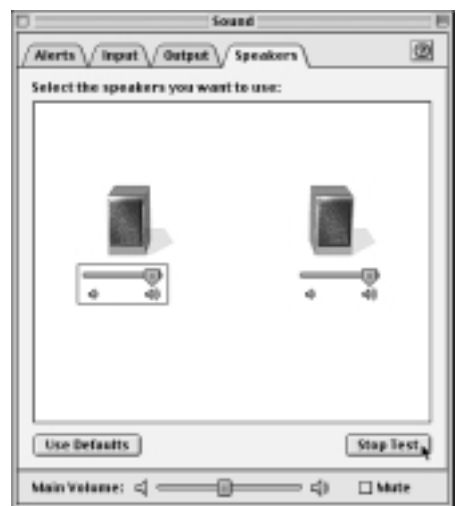 Sound
Alerts Input Output Speakers
Select the speakers you want to use:
Use Defaults Stop Test
Main Volume: Mute